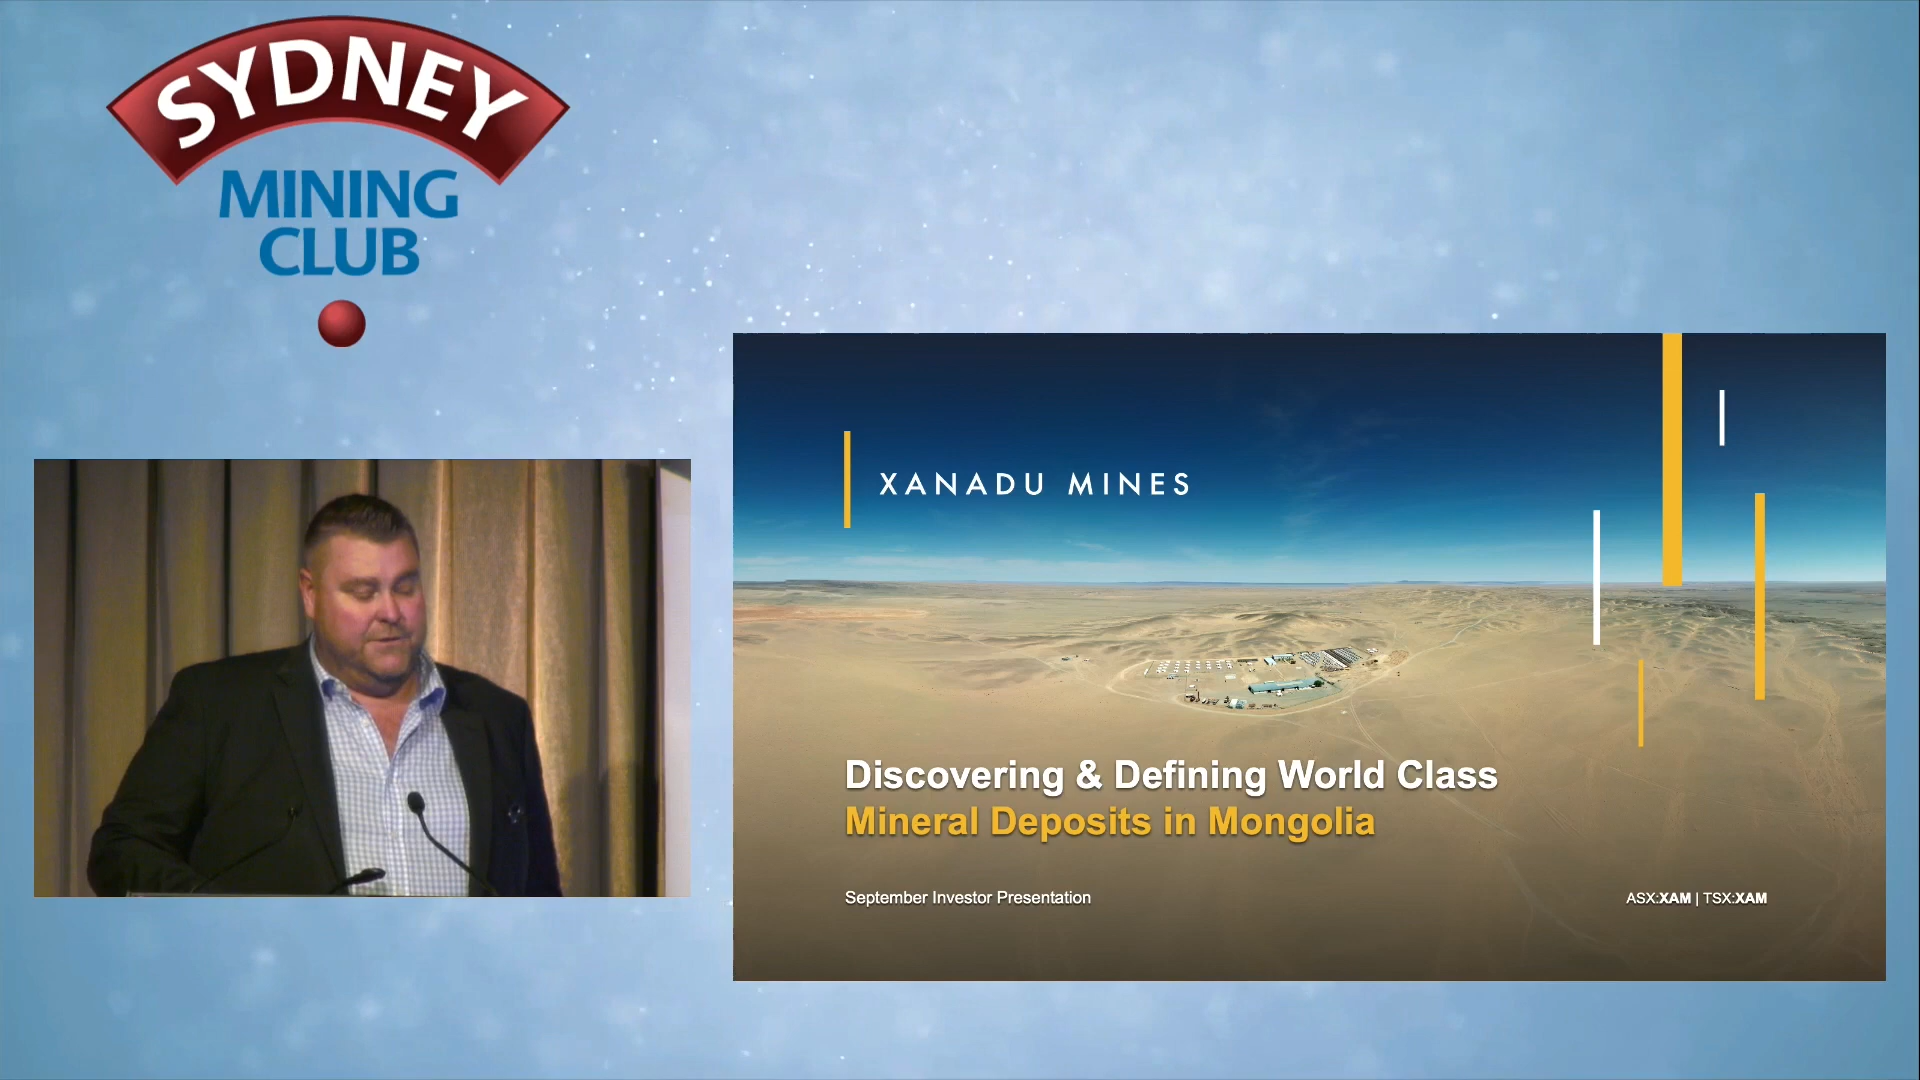 SYDNEY
MINING
CLUB
XANADU MINES
Discovering & Defining World Class
Mineral Deposits in Mongolia
September Investor Presentation
ASX:XAM | TSX:XAM